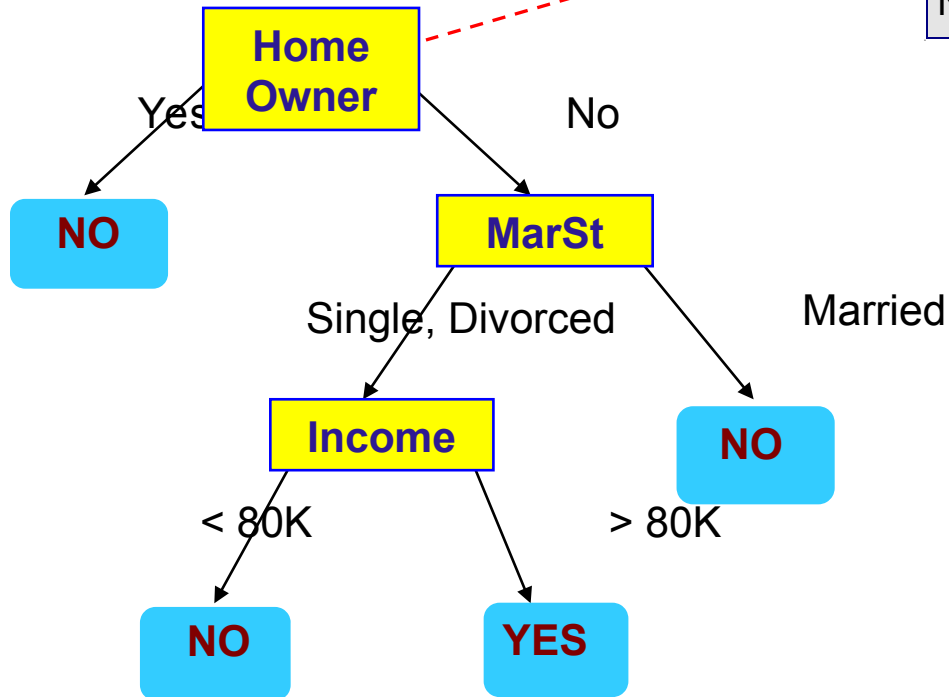 Home
Owner
Yes
No
NO
MarSt
Single, Divorced
Married
Income
NO
< 80K
> 80K
NO
YES